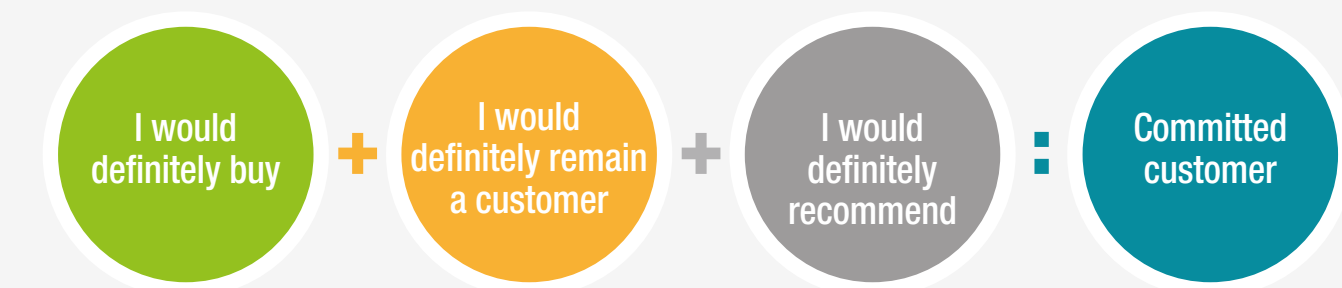 I would
definitely buy
+
I would
definitely remain
a customer
+
I would
definitely
recommend
:
Committed
customer